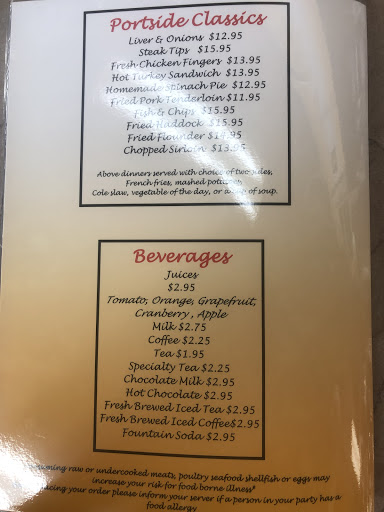 Portside Classics
Liver & Onions $12.95
Steak Tips $15.95
Fresh Chicken Fingers $13.95
Hot Turkey Sandwich $13.95
Homemade Spinach Pie $12.95
Fried Pork Tenderloin $11.95
Fish & Chips $15.95
Fried Haddock $15.95
Fried Flounder
Chopped Sirloin $13.95
Above dinners served with choice of two sides,
French fries, mashed potatoes,
Cole slaw, vegetable of the day, or a cup of soup.
Beverages
Juices
$2.95
Tomato, Orange, Grapefruit,
Cranberry , Apple
Milk $2.75
Coffee $2.25
Tea $1.95
Specialty Tea $2.25
Chocolate Milk $2.95
Hot Chocolate $2.95
Fresh Brewed Iced Tea $2.95
Fresh Brewed Iced Coffee$2.95
Fountain Soda $2.95
raw or undercooked meats, poultry seafood shellfish or eggs may
increase your risk for food borne illness*
your order please inform your server if a person in your party has a
food allergy